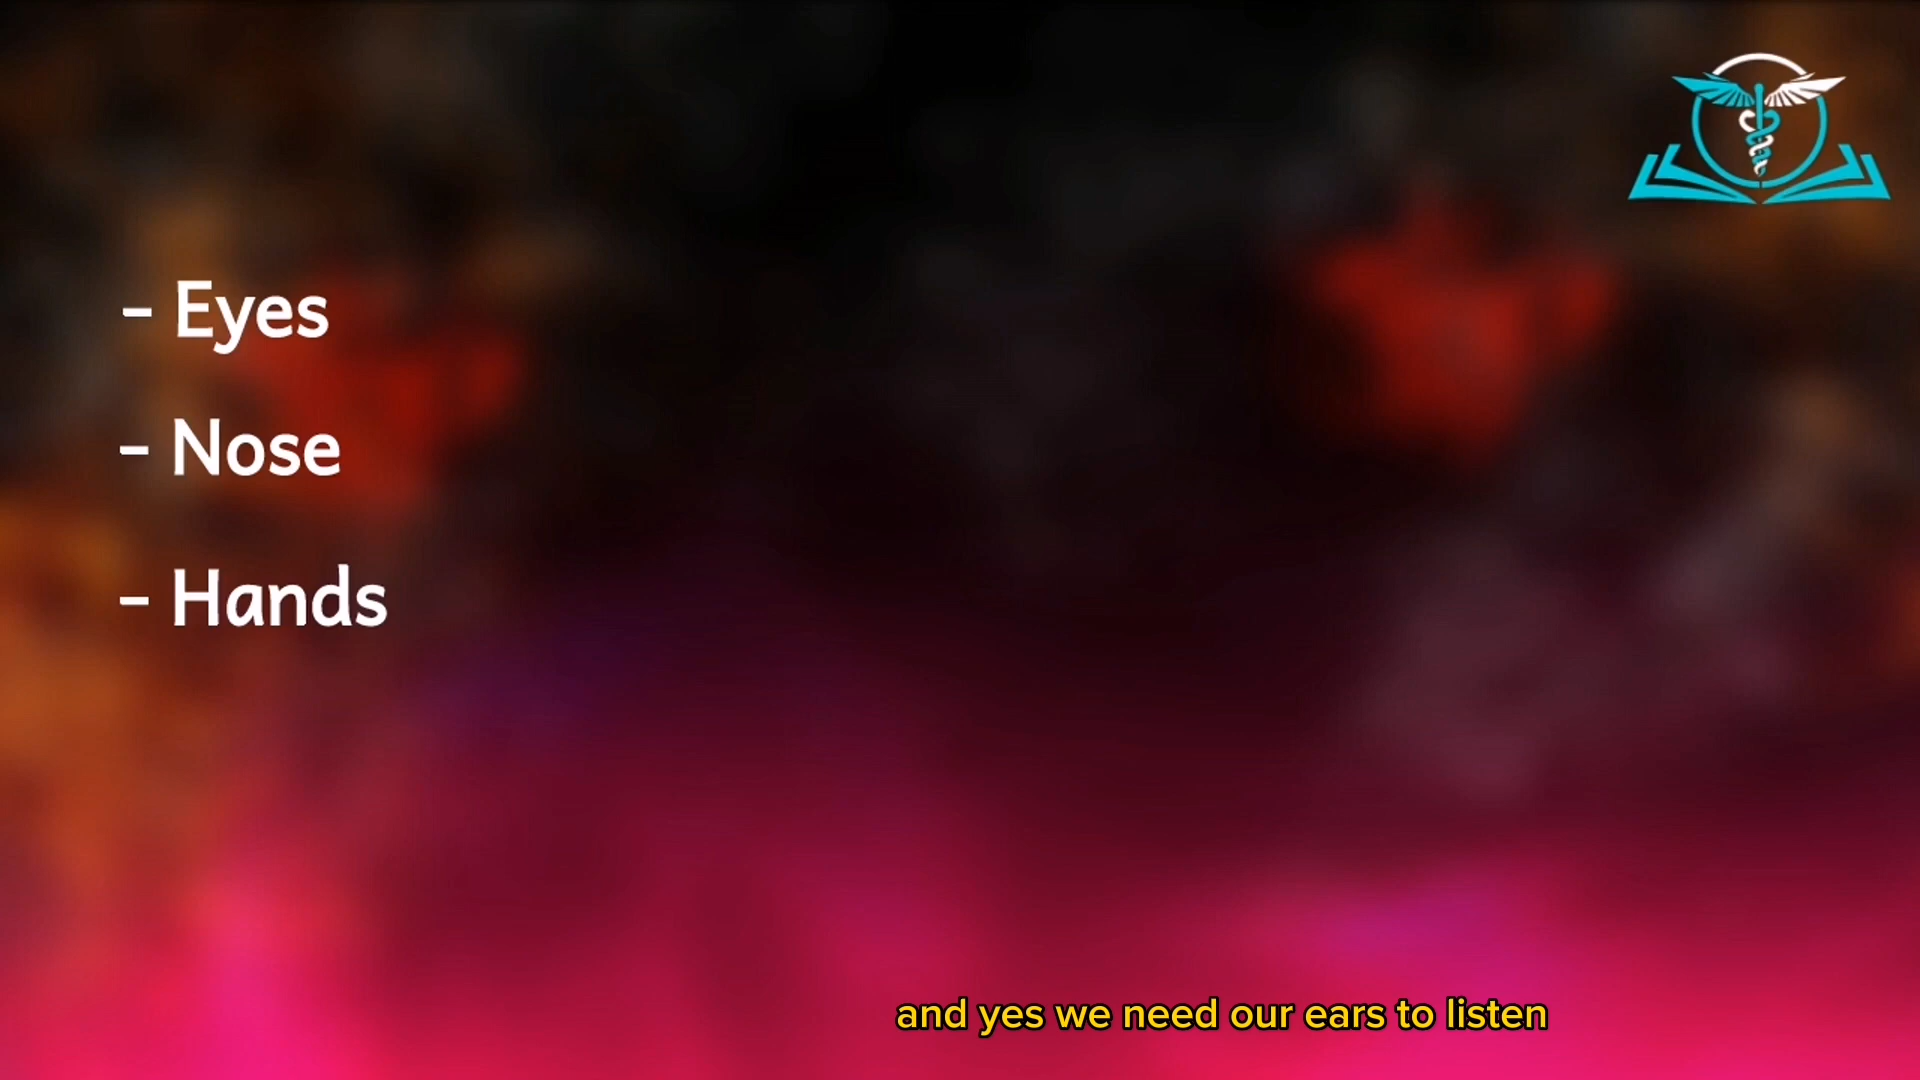 - Eyes
- Nose
- Hands
and yes we need our ears to listen